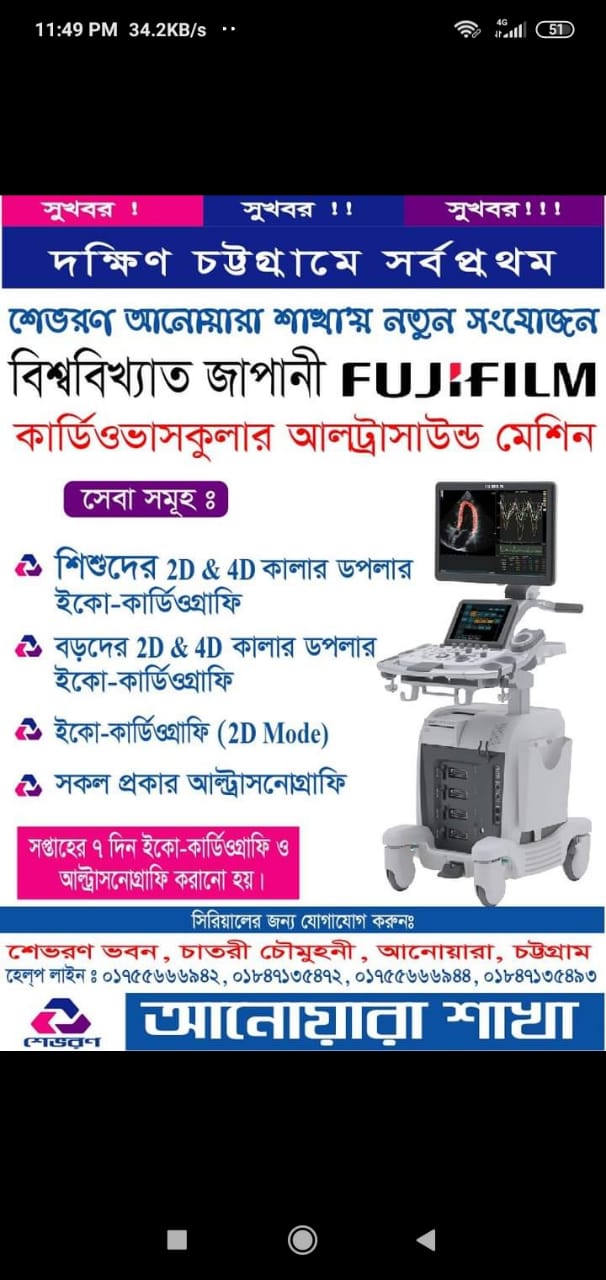 11:49 PM 34.2KB/s ··
4G
51
সুখবর ! সুখবর !! সুখবর!!!
দক্ষিণ চট্টগ্রামে সর্বপ্রথম
শেভরণ আনোয়ারা শাখা'য় নতুন সংযোজন
বিশ্ববিখ্যাত জাপানী FUJIFILM
কার্ডিওভাসকুলার আলট্রাসাউন্ড মেশিন
সেবা সমূহ ঃ
শিশুদের 2D & 4D কালার ডপলার
ইকো-কার্ডিওগ্রাফি
বড়দের 2D & 4D কালার ডপলার
ইকো-কার্ডিওগ্রাফি
ইকো-কার্ডিওগ্রাফি (2D Mode)
সকল প্রকার আল্ট্রাসনোগ্রাফি
সপ্তাহের ৭ দিন ইকো-কার্ডিওগ্রাফি ও
আল্ট্রাসনোগ্রাফি করানো হয়।
সিরিয়ালের জন্য যোগাযোগ করুনঃ
শেভরণ ভবন, চাতরী চৌমুহনী, আনোয়ারা, চট্টগ্রাম
হেল্প লাইন ঃ ০১৭৫৫৬৬৬৯৪২, ০১৮৪৭১৩৫৪৭২, ০১৭৫৫৬৬৬৯৪৪, ০১৮৪৭১৩৫৪৯৩
শেভরণ
আনোয়ারা শাখা